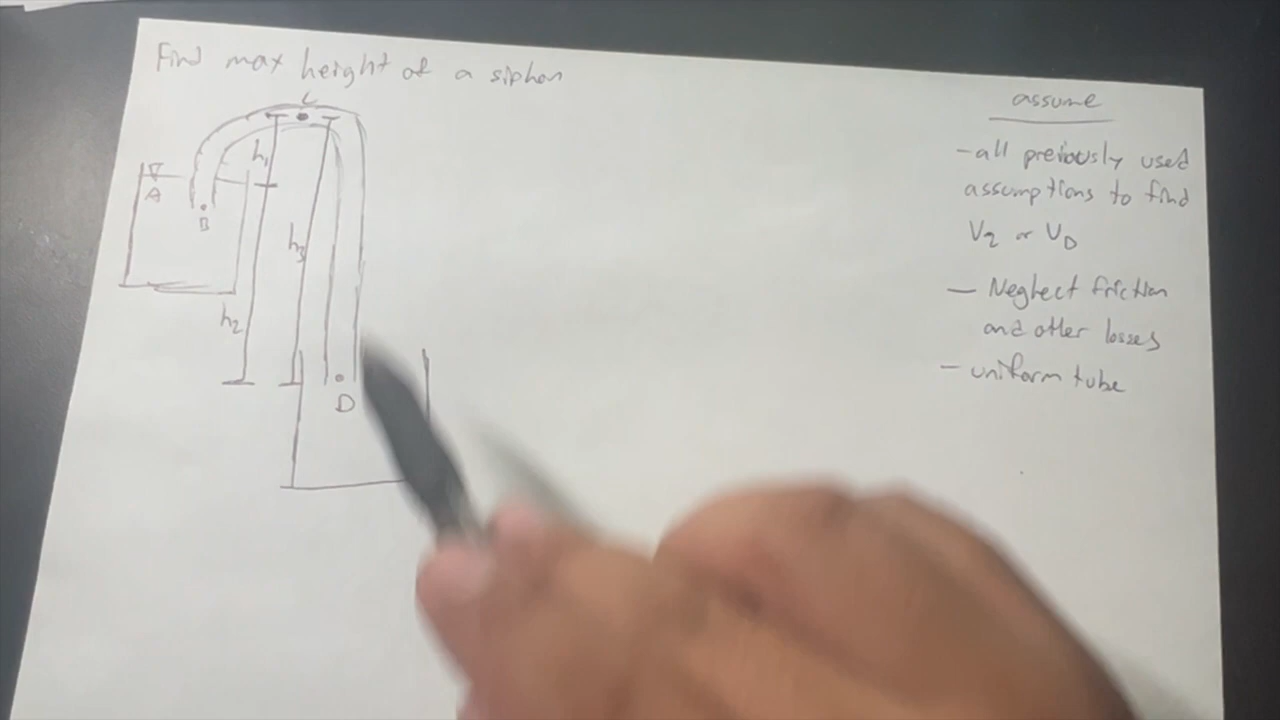 Find max height of a siphon
C
h₁
A
B
h₃
h₂
D
assume
- all previously used
assumptions to find
V₂ or V_D
- Neglect friction
and other losses
- uniform tube